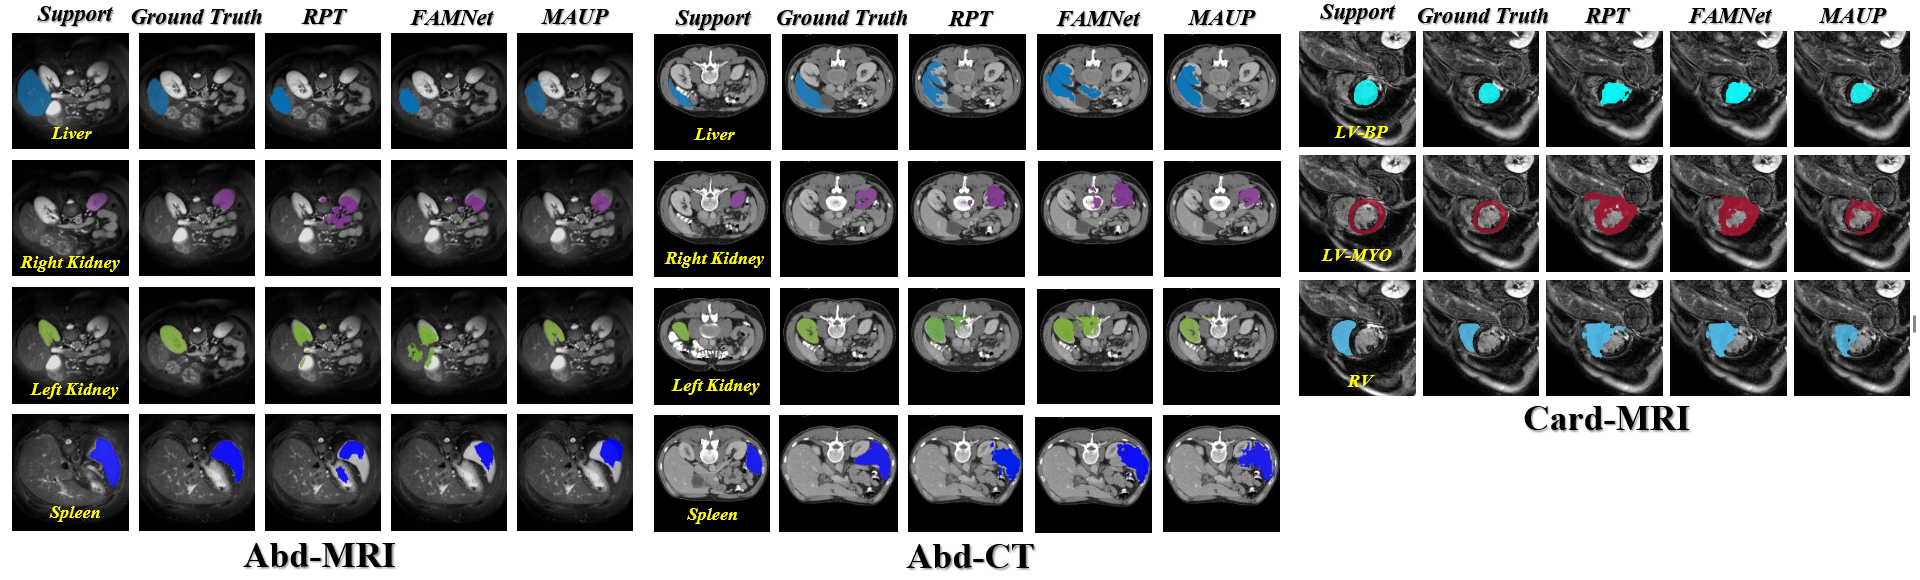 Support Ground Truth RPT FAMNet MAUP
Liver
Right Kidney
Left Kidney
Spleen
Abd-MRI
Support Ground Truth RPT FAMNet MAUP
Liver
Right Kidney
Left Kidney
Spleen
Abd-CT
Support Ground Truth RPT FAMNet MAUP
LV-BP
LV-MYO
RV
Card-MRI